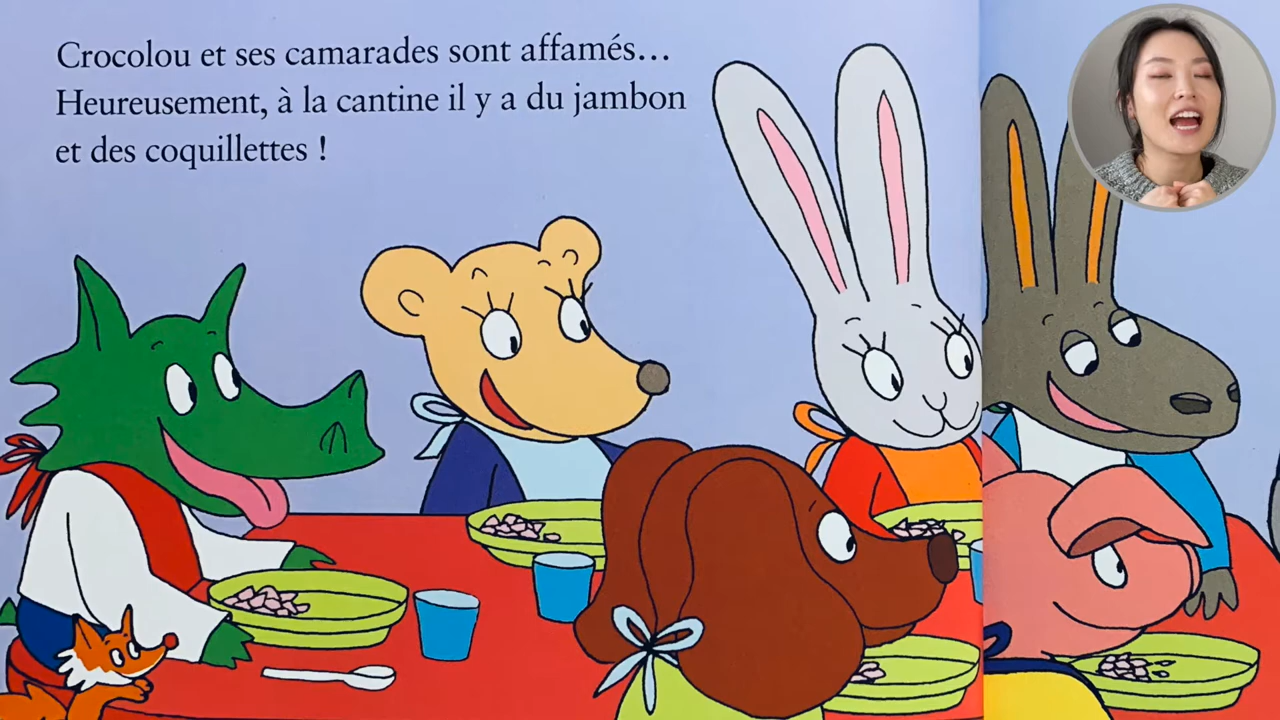 Crocolou et ses camarades sont affamés…
Heureusement, à la cantine il y a du jambon
et des coquillettes !